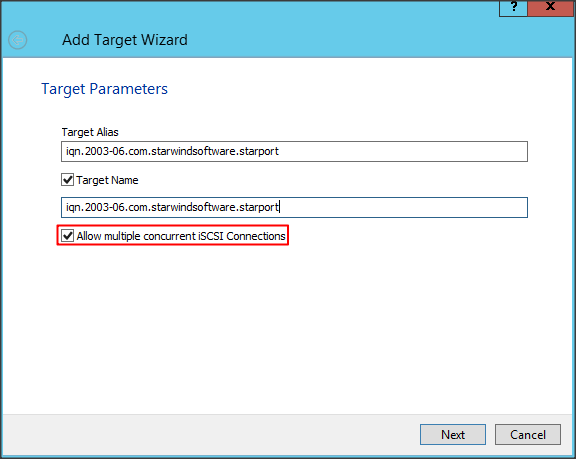 ?
x
Add Target Wizard
Target Parameters
Target Alias
iqn.2003-06.com.starwindsoftware.starport
Target Name
iqn.2003-06.com.starwindsoftware.starport
Allow multiple concurrent iSCSI Connections
Next
Cancel